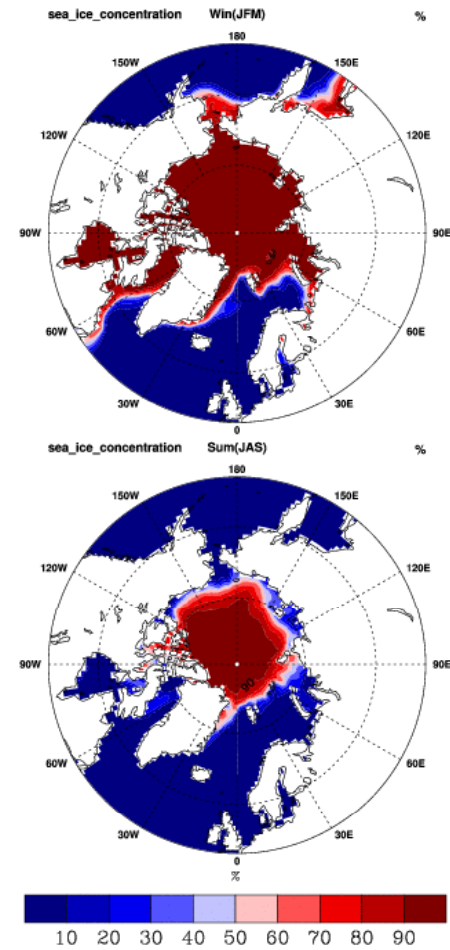 sea_ice_concentration Win(JFM) %
180
150W 150E
120W 120E
90W 90E
60W 60E
30W 30E
0
sea_ice_concentration Sum(JAS) %
180
150W 150E
120W 120E
90W 90E
90
60W 60E
30W 30E
0
%
10 20 30 40 50 60 70 80 90